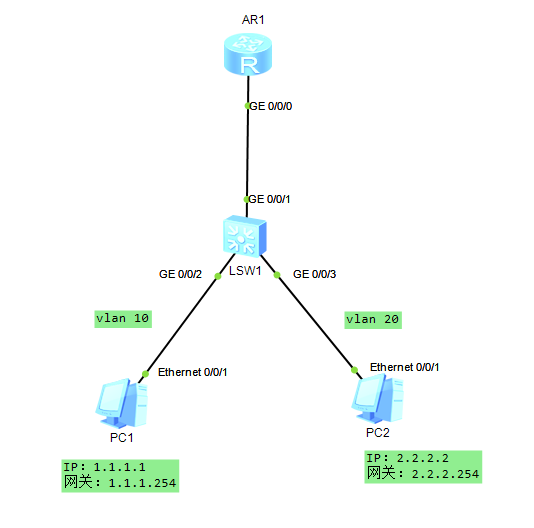 AR1
R
GE 0/0/0
GE 0/0/1
LSW1
GE 0/0/2
GE 0/0/3
vlan 10
vlan 20
Ethernet 0/0/1
Ethernet 0/0/1
PC1
PC2
IP：1.1.1.1
网关：1.1.1.254
IP：2.2.2.2
网关：2.2.2.254